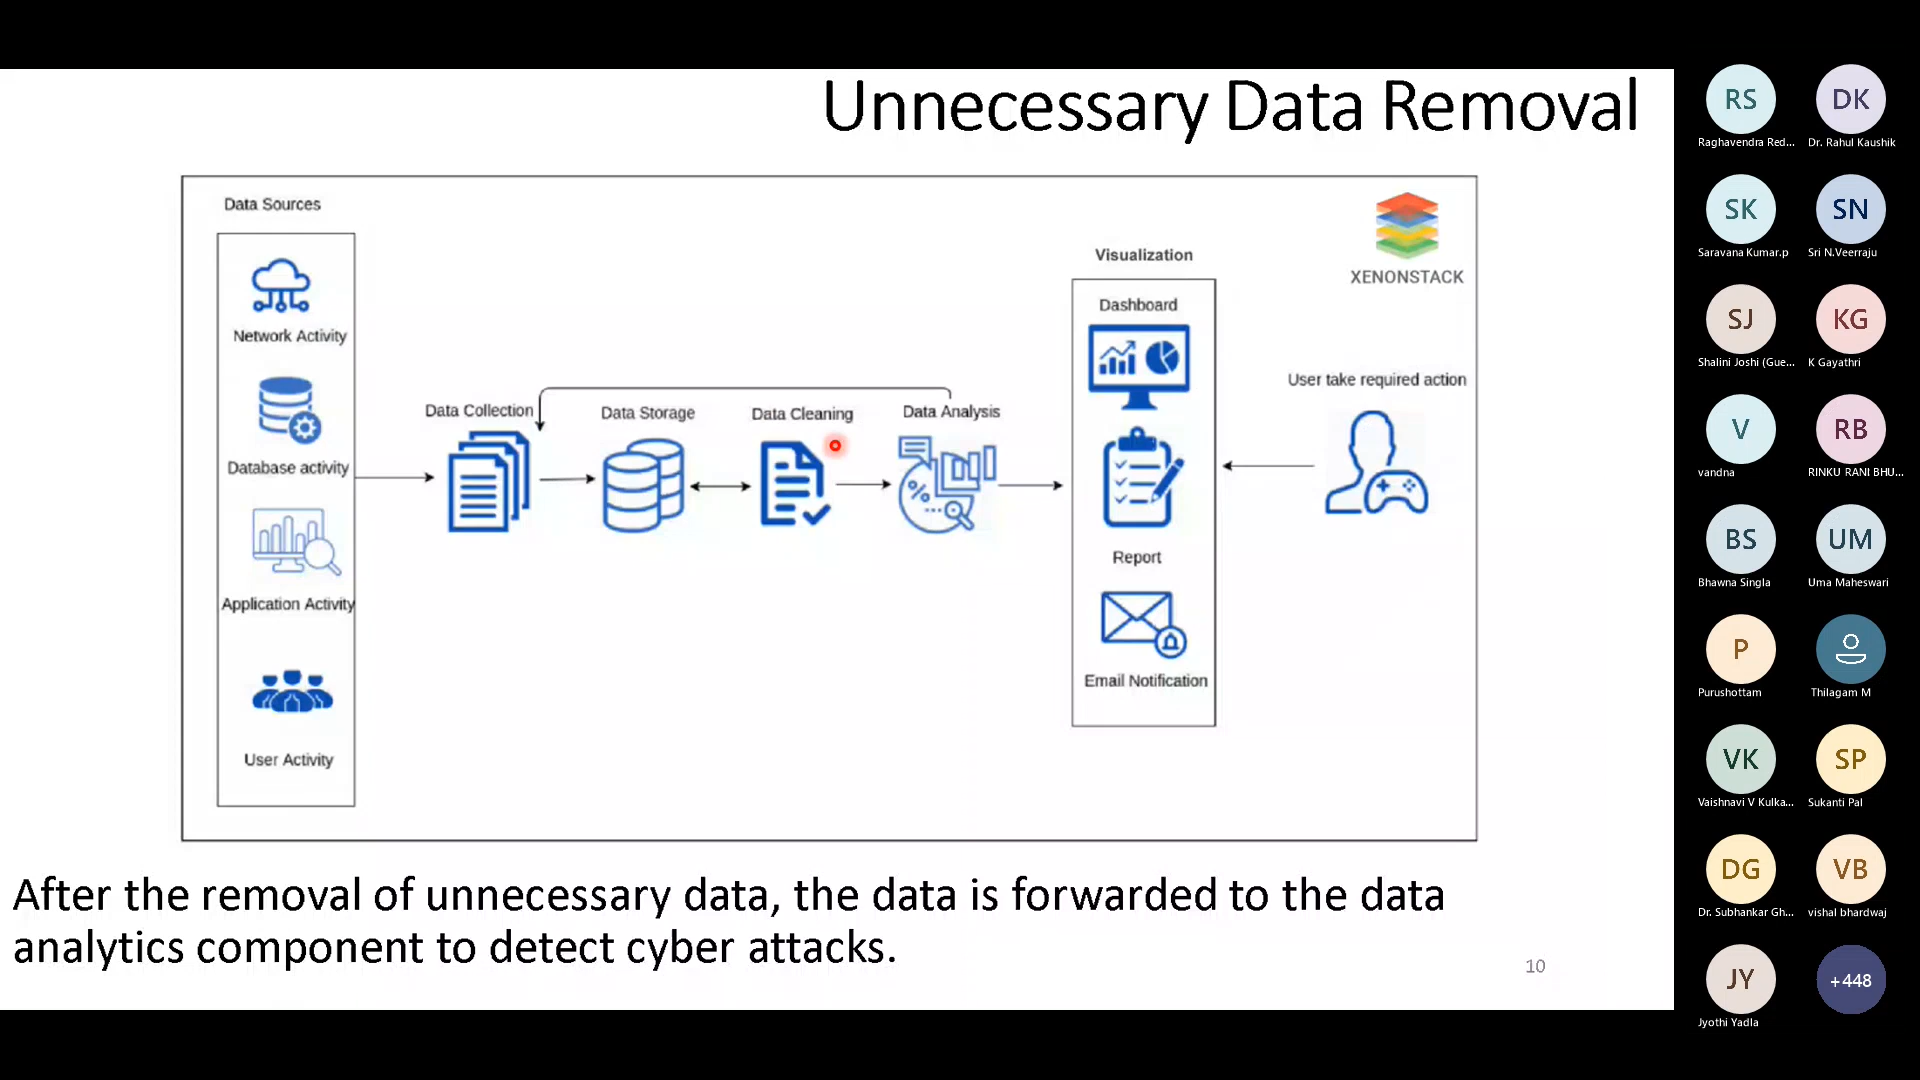 Unnecessary Data Removal
Data Sources
Network Activity
Database activity
Application Activity
User Activity
Data Collection
Data Storage
Data Cleaning
Data Analysis
Visualization
Dashboard
Report
Email Notification
XENONSTACK
User take required action
After the removal of unnecessary data, the data is forwarded to the data
analytics component to detect cyber attacks.
10
RS
Raghavendra Red...
DK
Dr. Rahul Kaushik
SK
Saravana Kumar.p
SN
Sri N.Veerraju
SJ
Shalini Joshi (Gue...
KG
K Gayathri
V
vandna
RB
RINKU RANI BHU...
BS
Bhawna Singla
UM
Uma Maheswari
P
Purushottam
Thilagam M
VK
Vaishnavi V Kulka...
SP
Sukanti Pal
DG
Dr. Subhankar Gh...
VB
vishal bhardwaj
JY
Jyothi Yadla
+448